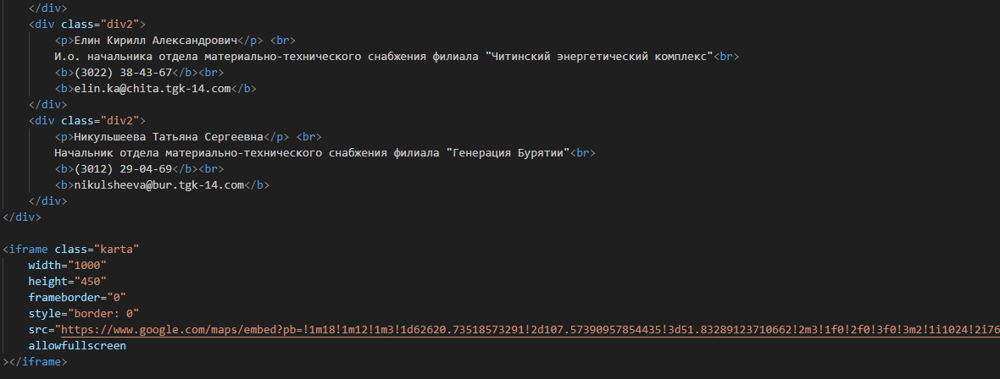 </div>
<div class="div2">
<p>Елин Кирилл Александрович</p> <br>
И.о. начальника отдела материально-технического снабжения филиала "Читинский энергетический комплекс"<br>
<b>(3022) 38-43-67</b><br>
<b>elin.ka@chita.tgk-14.com</b>
</div>
<div class="div2">
<p>Никульшеева Татьяна Сергеевна</p> <br>
Начальник отдела материально-технического снабжения филиала "Генерация Бурятии"<br>
<b>(3012) 29-04-69</b><br>
<b>nikulsheeva@bur.tgk-14.com</b>
</div>
</div>
<iframe class="karta"
width="1000"
height="450"
frameborder="0"
style="border: 0"
src="https://www.google.com/maps/embed?pb=!1m18!1m12!1m3!1d62620.73518573291!2d107.57390957854435!3d51.83289123710662!2m3!1f0!2f0!3f0!3m2!1i1024!2i76
allowfullscreen
></iframe>